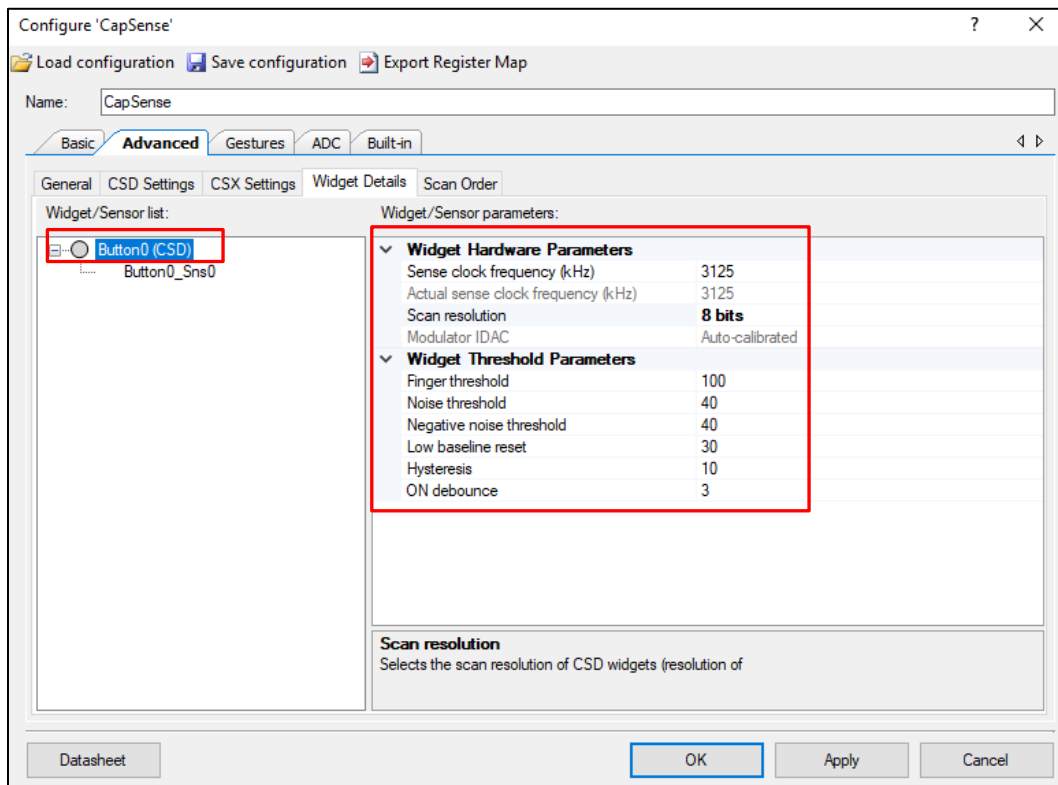 Configure 'CapSense'
? ×
Load configuration Save configuration Export Register Map
Name: CapSense
Basic Advanced Gestures ADC Built-in
General CSD Settings CSX Settings Widget Details Scan Order
Widget/Sensor list: Widget/Sensor parameters:
Button0 (CSD)
Button0_Sns0
Widget Hardware Parameters
Sense clock frequency (kHz) 3125
Actual sense clock frequency (kHz) 3125
Scan resolution 8 bits
Modulator IDAC Auto-calibrated
Widget Threshold Parameters
Finger threshold 100
Noise threshold 40
Negative noise threshold 40
Low baseline reset 30
Hysteresis 10
ON debounce 3
Scan resolution
Selects the scan resolution of CSD widgets (resolution of
Datasheet OK Apply Cancel